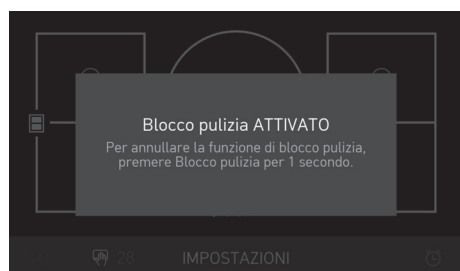 Blocco pulizia ATTIVATO
Per annullare la funzione di blocco pulizia,
premere Blocco pulizia per 1 secondo.
28 IMPOSTAZIONI